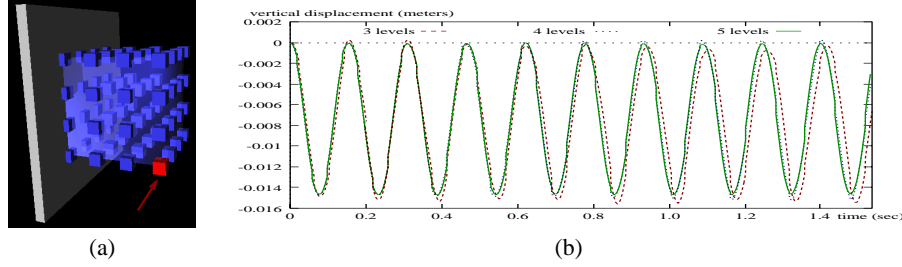 vertical displacement (meters)
0.002
3 levels 4 levels 5 levels
0
-0.002
-0.004
-0.006
-0.008
-0.01
-0.012
-0.014
-0.016
0 0.2 0.4 0.6 0.8 1.0 1.2 1.4 time (sec)
(a) (b)